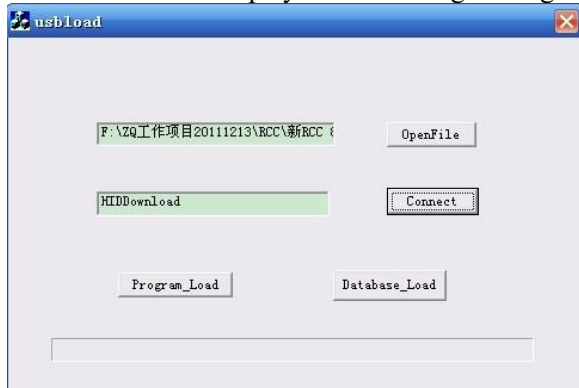 usbload
F:\ZQ工作项目20111213\RCC\新RCC
OpenFile
HIDDownload
Connect
Program_Load
Database_Load